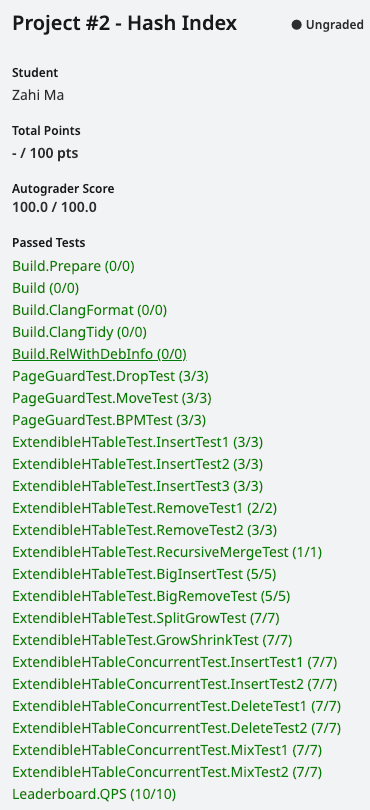 Project #2 - Hash Index
● Ungraded
Student
Zahi Ma
Total Points
- / 100 pts
Autograder Score
100.0 / 100.0
Passed Tests
Build.Prepare (0/0)
Build (0/0)
Build.ClangFormat (0/0)
Build.ClangTidy (0/0)
Build.RelWithDebInfo (0/0)
PageGuardTest.DropTest (3/3)
PageGuardTest.MoveTest (3/3)
PageGuardTest.BPMTest (3/3)
ExtendibleHTableTest.InsertTest1 (3/3)
ExtendibleHTableTest.InsertTest2 (3/3)
ExtendibleHTableTest.InsertTest3 (3/3)
ExtendibleHTableTest.RemoveTest1 (2/2)
ExtendibleHTableTest.RemoveTest2 (3/3)
ExtendibleHTableTest.RecursiveMergeTest (1/1)
ExtendibleHTableTest.BigInsertTest (5/5)
ExtendibleHTableTest.BigRemoveTest (5/5)
ExtendibleHTableTest.SplitGrowTest (7/7)
ExtendibleHTableTest.GrowShrinkTest (7/7)
ExtendibleHTableConcurrentTest.InsertTest1 (7/7)
ExtendibleHTableConcurrentTest.InsertTest2 (7/7)
ExtendibleHTableConcurrentTest.DeleteTest1 (7/7)
ExtendibleHTableConcurrentTest.DeleteTest2 (7/7)
ExtendibleHTableConcurrentTest.MixTest1 (7/7)
ExtendibleHTableConcurrentTest.MixTest2 (7/7)
Leaderboard.QPS (10/10)